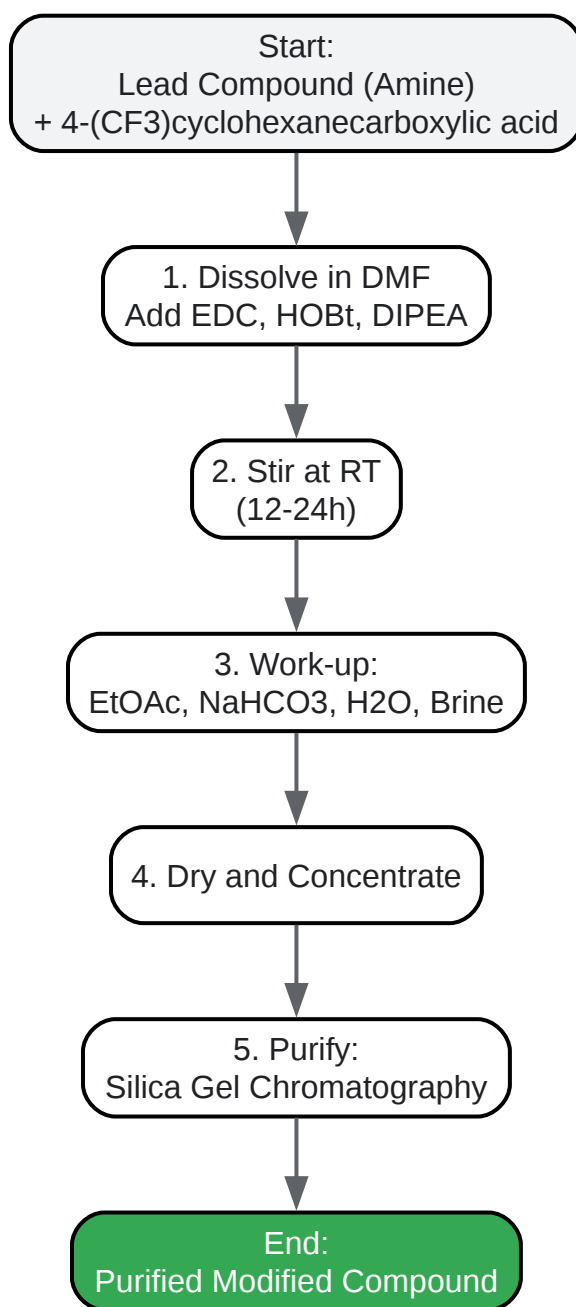 Start:
Lead Compound (Amine)
+ 4-(CF3)cyclohexanecarboxylic acid
1. Dissolve in DMF
Add EDC, HOBt, DIPEA
2. Stir at RT
(12-24h)
3. Work-up:
EtOAc, NaHCO3, H2O, Brine
4. Dry and Concentrate
5. Purify:
Silica Gel Chromatography
End:
Purified Modified Compound